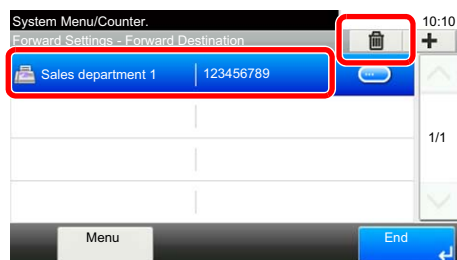 System Menu/Counter. 10:10
Forward Settings - Forward Destination
Sales department 1 123456789
1/1
Menu End